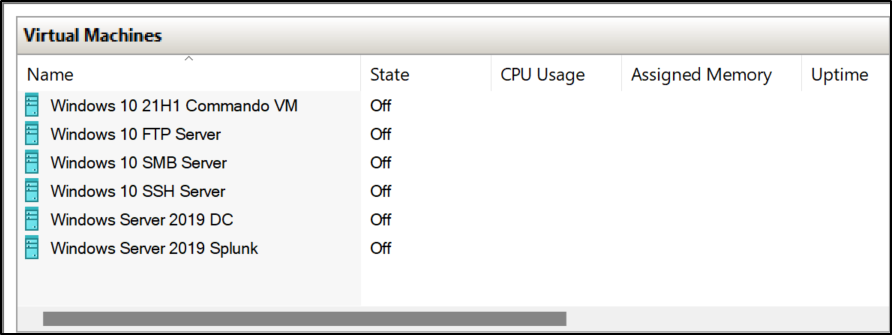 Virtual Machines
Name State CPU Usage Assigned Memory Uptime
Windows 10 21H1 Commando VM Off
Windows 10 FTP Server Off
Windows 10 SMB Server Off
Windows 10 SSH Server Off
Windows Server 2019 DC Off
Windows Server 2019 Splunk Off